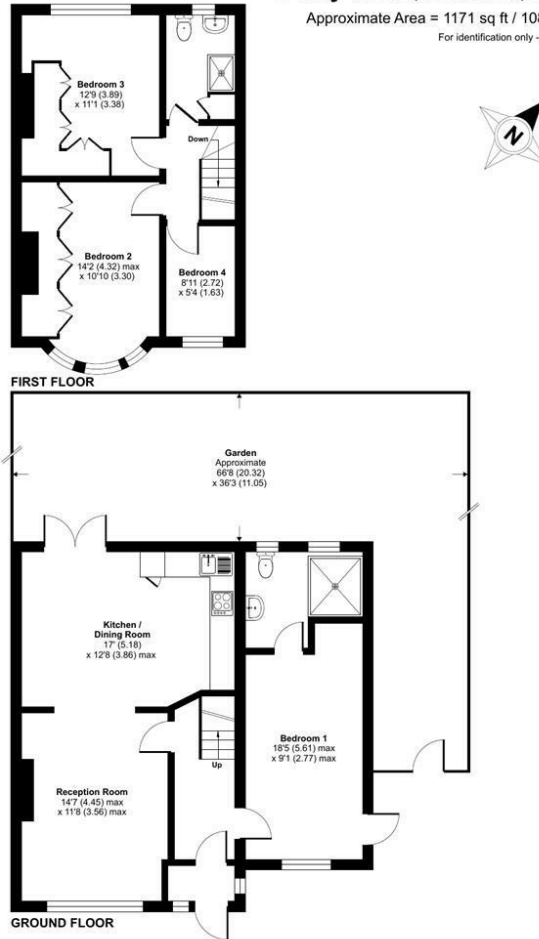 Approximate Area = 1171 sq ft / 108
For identification only -
N
Bedroom 3
12'9 (3.89)
x 11'1 (3.38)
Down
Bedroom 2
14'2 (4.32) max
x 10'10 (3.30)
Bedroom 4
8'11 (2.72)
x 5'4 (1.63)
FIRST FLOOR
Garden
Approximate
66'8 (20.32)
x 36'3 (11.05)
Kitchen /
Dining Room
17' (5.18)
x 12'8 (3.86) max
Bedroom 1
18'5 (5.61) max
x 9'1 (2.77) max
Up
Reception Room
14'7 (4.45) max
x 11'8 (3.56) max
GROUND FLOOR